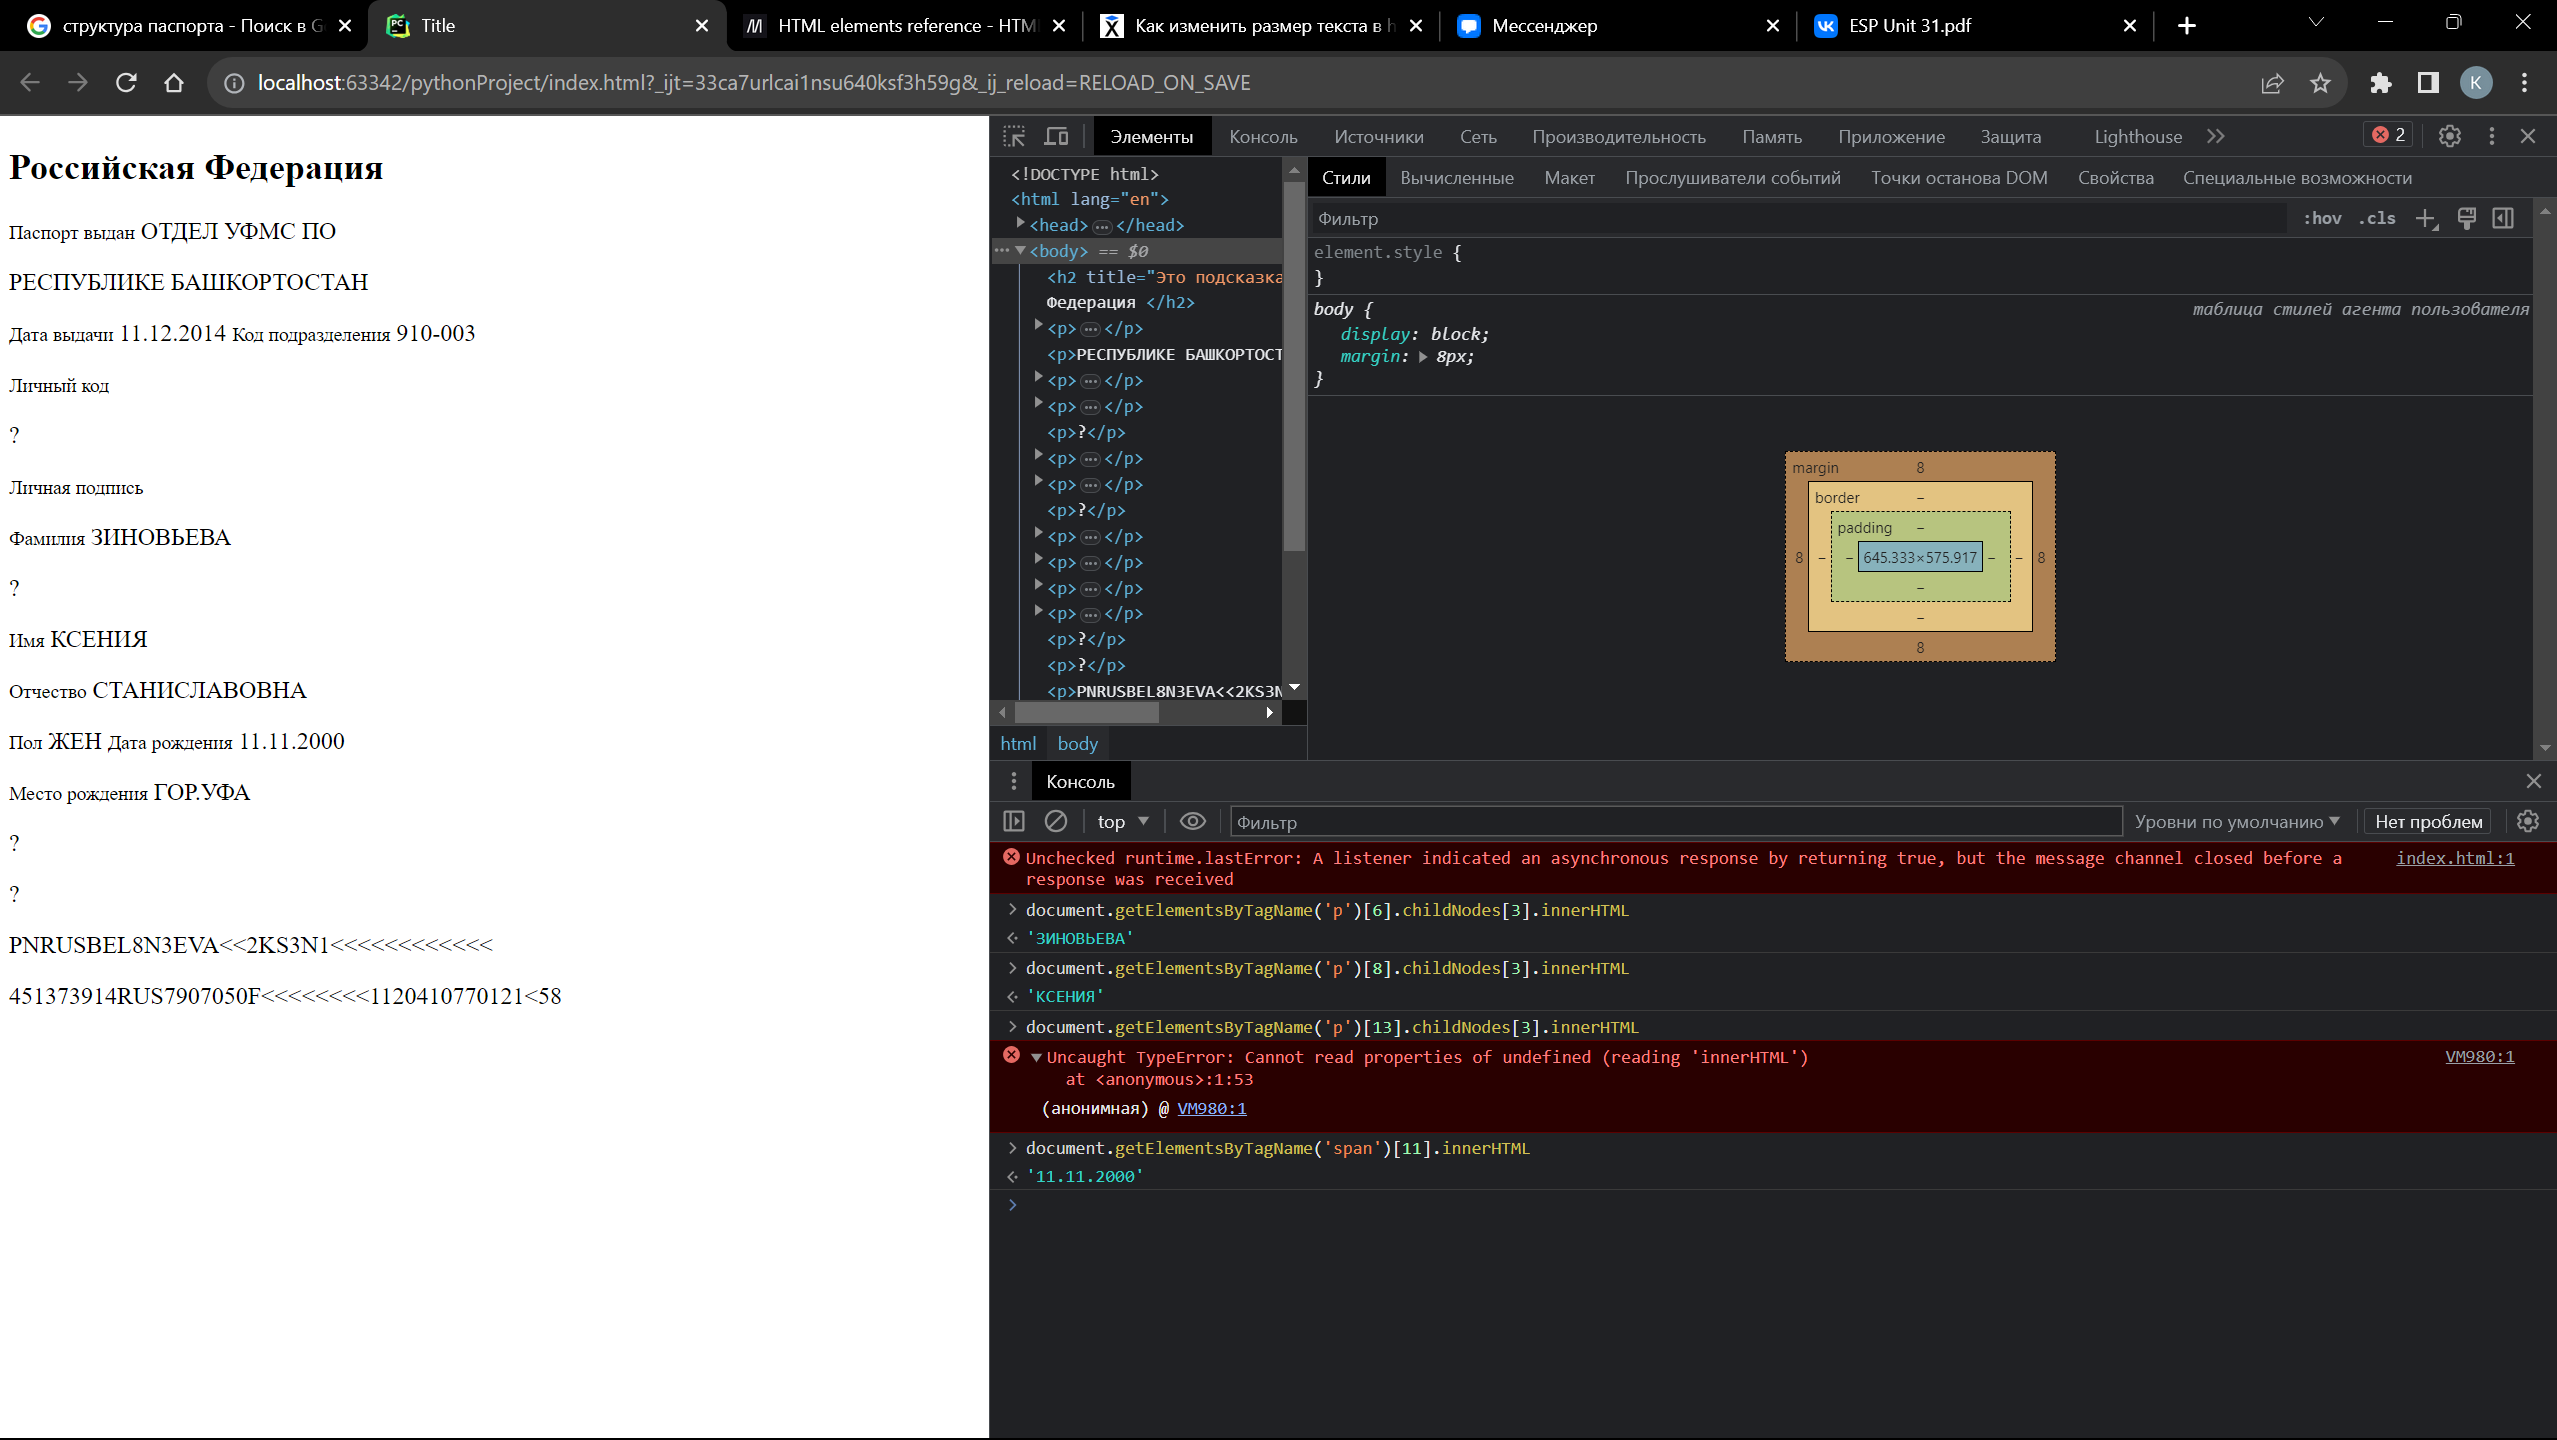 структура паспорта - Поиск в G
Title
HTML elements reference - HTM
Как изменить размер текста в h
Мессенджер
ESP Unit 31.pdf
localhost:63342/pythonProject/index.html?_ijt=33ca7urlcai1nsu640ksf3h59g&_ij_reload=RELOAD_ON_SAVE
K
Российская Федерация
Паспорт выдан ОТДЕЛ УФМС ПО
РЕСПУБЛИКЕ БАШКОРТОСТАН
Дата выдачи 11.12.2014 Код подразделения 910-003
Личный код
?
Личная подпись
Фамилия ЗИНОВЬЕВА
?
Имя КСЕНИЯ
Отчество СТАНИСЛАВОВНА
Пол ЖЕН Дата рождения 11.11.2000
Место рождения ГОР.УФА
?
?
PNRUSBEL8N3EVA<<2KS3N1<<<<<<<<<<<<
451373914RUS7907050F<<<<<<<<1120410770121<58
Элементы Консоль Источники Сеть Производительность Память Приложение Защита Lighthouse 2
<!DOCTYPE html>
<html lang="en">
<head> … </head>
<body> == $0
<h2 title="Это подсказка
Федерация </h2>
<p> … </p>
<p>РЕСПУБЛИКЕ БАШКОРТОСТ
<p> … </p>
<p> … </p>
<p>?</p>
<p> … </p>
<p> … </p>
<p>?</p>
<p> … </p>
<p> … </p>
<p> … </p>
<p> … </p>
<p>?</p>
<p>?</p>
<p>PNRUSBEL8N3EVA<<2KS3N
html body
Стили Вычисленные Макет Прослушиватели событий Точки останова DOM Свойства Специальные возможности
Фильтр :hov .cls
element.style {
}
body { таблица стилей агента пользователя
display: block;
margin: 8px;
}
margin 8
border –
padding –
8 – – 645.333×575.917 – – 8
–
–
8
Консоль
top Фильтр Уровни по умолчанию Нет проблем
Unchecked runtime.lastError: A listener indicated an asynchronous response by returning true, but the message channel closed before a index.html:1
response was received
document.getElementsByTagName('p')[6].childNodes[3].innerHTML
'ЗИНОВЬЕВА'
document.getElementsByTagName('p')[8].childNodes[3].innerHTML
'КСЕНИЯ'
document.getElementsByTagName('p')[13].childNodes[3].innerHTML
Uncaught TypeError: Cannot read properties of undefined (reading 'innerHTML') VM980:1
at <anonymous>:1:53
(анонимная) @ VM980:1
document.getElementsByTagName('span')[11].innerHTML
'11.11.2000'